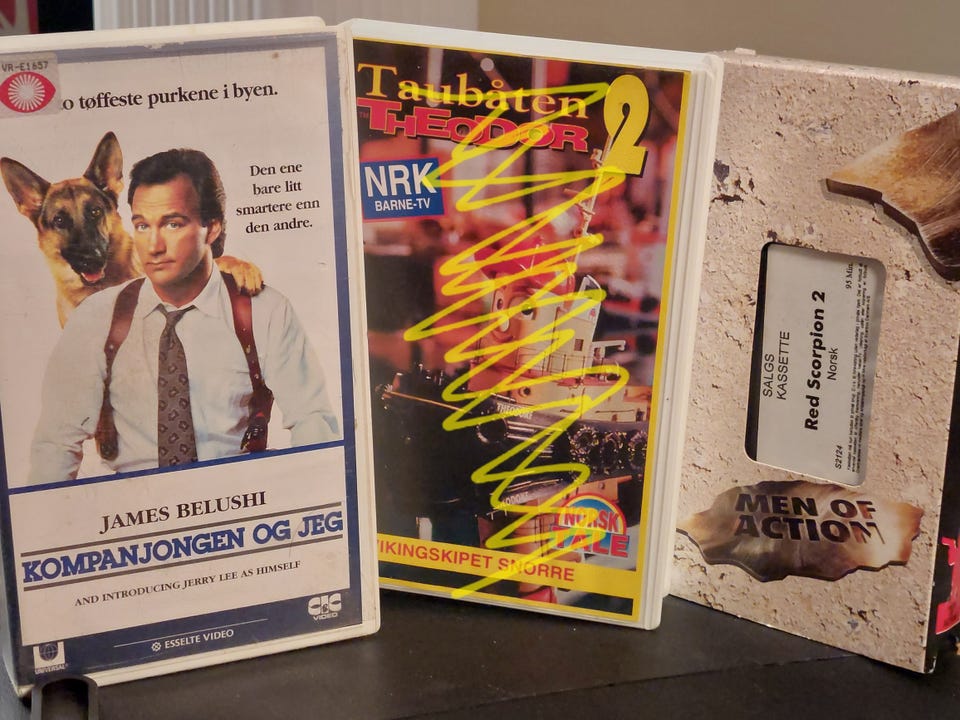 VR-E1657
o tøffeste purkene i byen.
Den ene
bare litt
smartere enn
den andre.
JAMES BELUSHI
KOMPANJONGEN OG JEG
AND INTRODUCING JERRY LEE AS HIMSELF
CIC
VIDEO
ESSELTE VIDEO
UNIVERSAL
Taubåten
THEODOR 2
NRK
BARNE-TV
THEODORE
NORSK
TALE
VIKINGSKIPET SNORRE
SALGS
KASSETTE
Red Scorpion 2
Norsk
S2124
95 Min.
MEN OF
ACTION